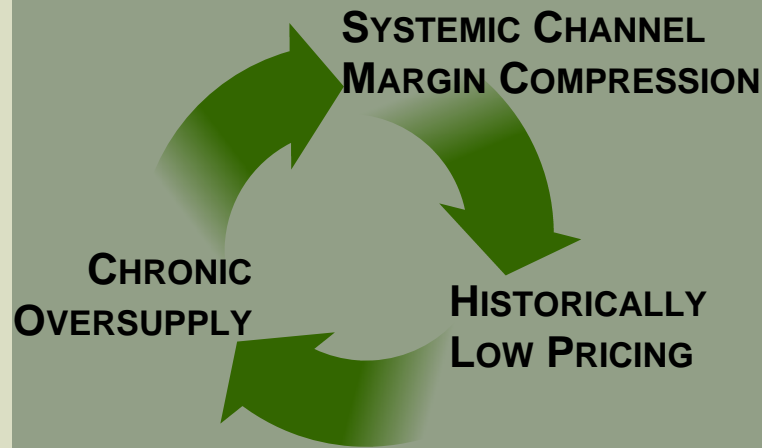 SYSTEMIC CHANNEL
MARGIN COMPRESSION
CHRONIC
OVERSUPPLY
HISTORICALLY
LOW PRICING